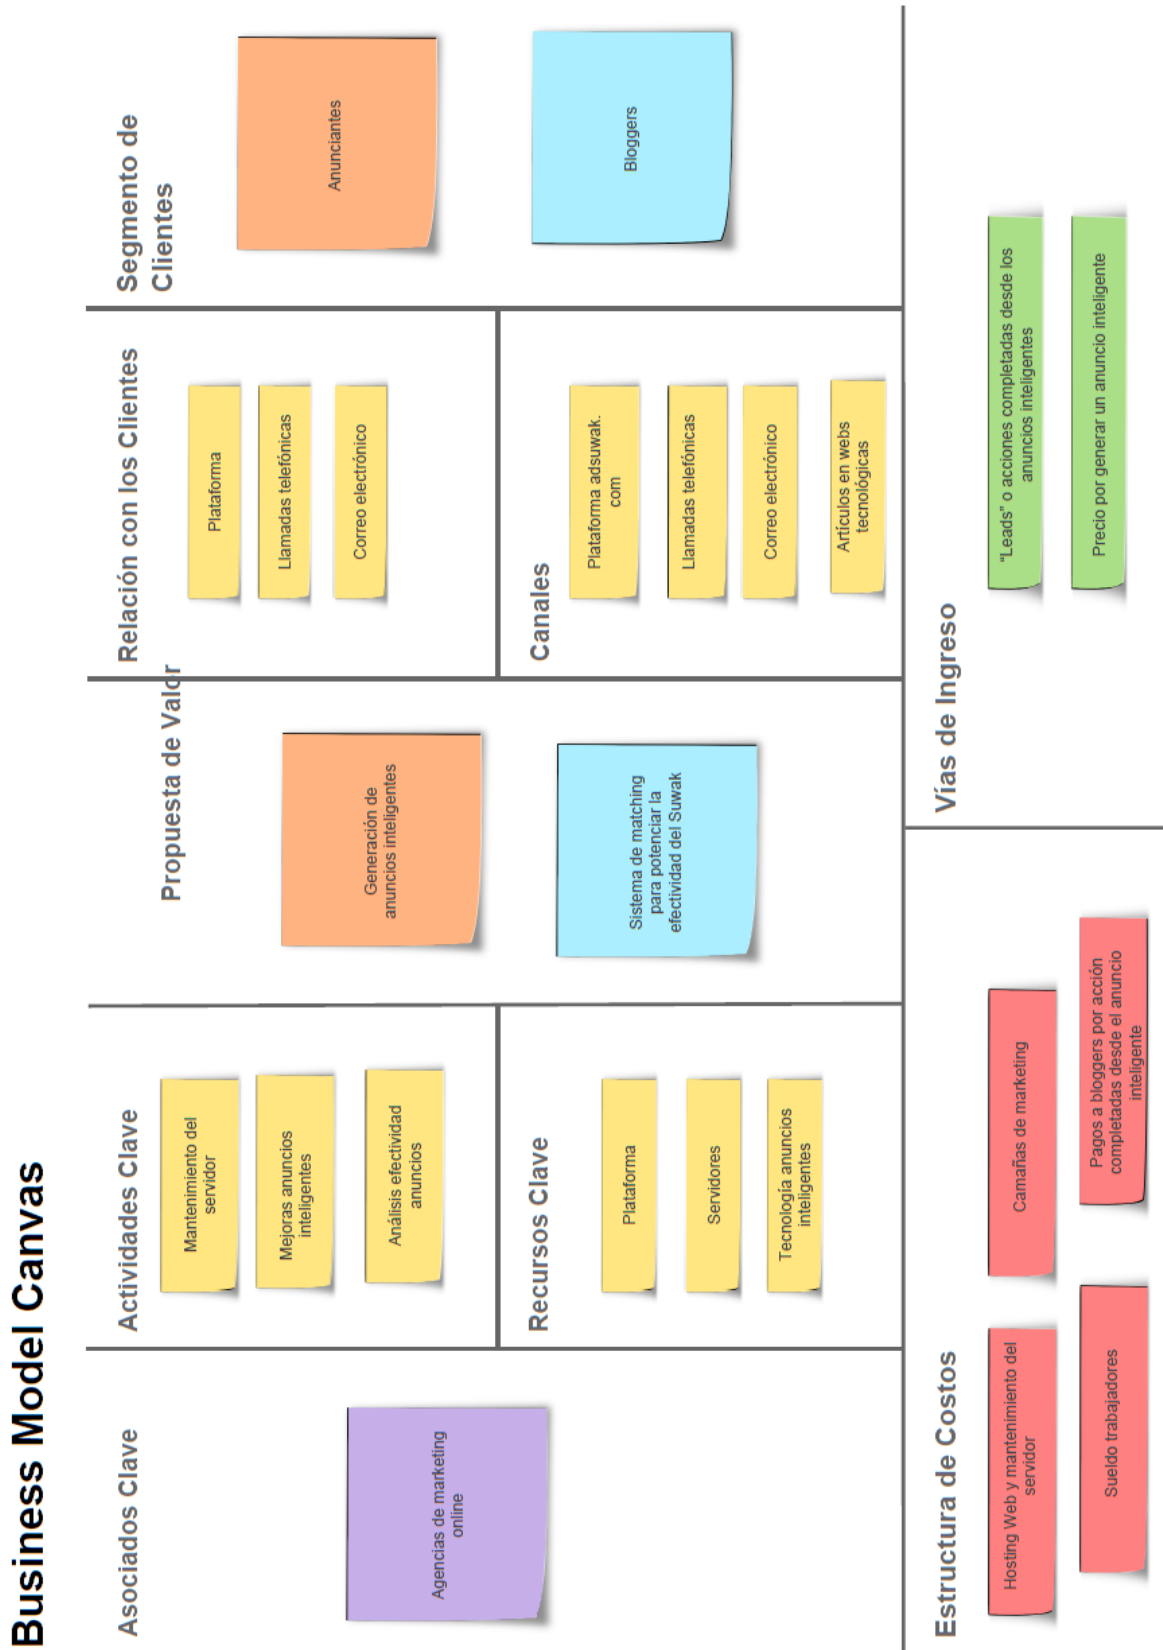 Business Model Canvas
Asociados Clave
Agencias de marketing
online
Actividades Clave
Mantenimiento del
servidor
Mejoras anuncios
inteligentes
Análisis efectividad
anuncios
Recursos Clave
Plataforma
Servidores
Tecnología anuncios
inteligentes
Propuesta de Valor
Generación de
anuncios inteligentes
Sistema de matching
para potenciar la
efectividad del Suwak
Relación con los Clientes
Plataforma
Llamadas telefónicas
Correo electrónico
Canales
Plataforma adsuwak.
com
Llamadas telefónicas
Correo electrónico
Artículos en webs
tecnológicas
Segmento de
Clientes
Anunciantes
Bloggers
Estructura de Costos
Hosting Web y mantenimiento del
servidor
Camañas de marketing
Sueldo trabajadores
Pagos a bloggers por acción
completadas desde el anuncio
inteligente
Vías de Ingreso
“Leads” o acciones completadas desde los
anuncios inteligentes
Precio por generar un anuncio inteligente